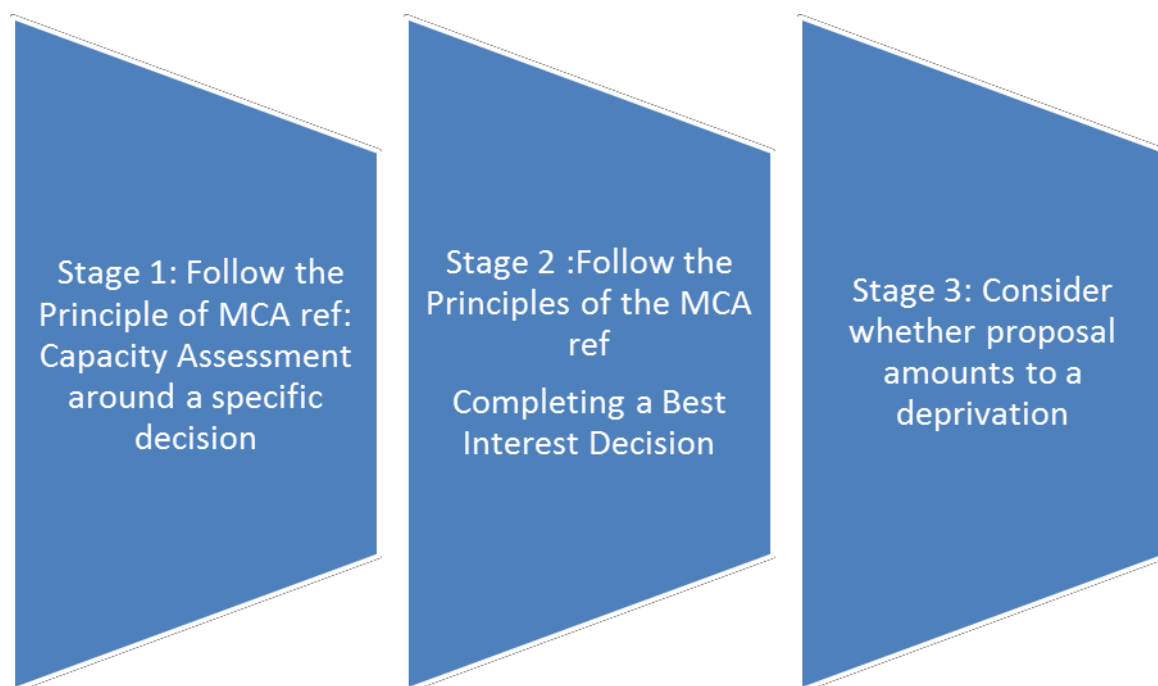 Stage 1: Follow the
Principle of MCA ref:
Capacity Assessment
around a specific
decision
Stage 2 :Follow the
Principles of the MCA
ref
Completing a Best
Interest Decision
Stage 3: Consider
whether proposal
amounts to a
deprivation